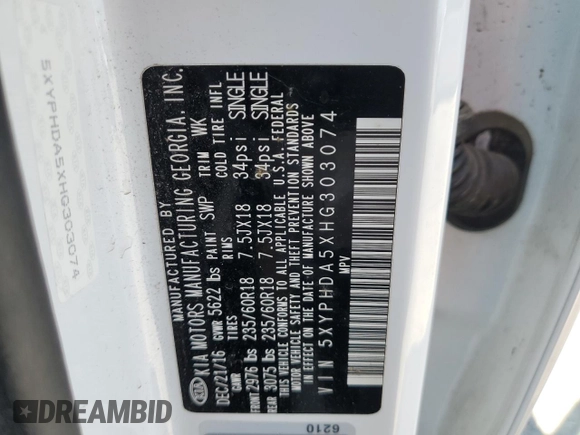 MANUFACTURED BY
KIA KIA MOTORS MANUFACTURING GEORGIA, INC.
DEC/21/16 GWR 5622 lbs PAINT SWP TRIM WK
GAWR TIRES RIMS COLD TIRE INFL
FRONT 2976 lbs 235/60R18 7.5JX18 34psi SINGLE
REAR 3075 lbs 235/60R18 7.5JX18 34psi SINGLE
THIS VEHICLE CONFORMS TO ALL APPLICABLE U.S.A. FEDERAL
MOTOR VEHICLE SAFETY AND THEFT PREVENTION STANDARDS
IN EFFECT ON THE DATE OF MANUFACTURE SHOWN ABOVE.
VIN 5XYPHDA5XHG303074
MPV
5XYPHDA5XHG303074
6210
DREAMBID